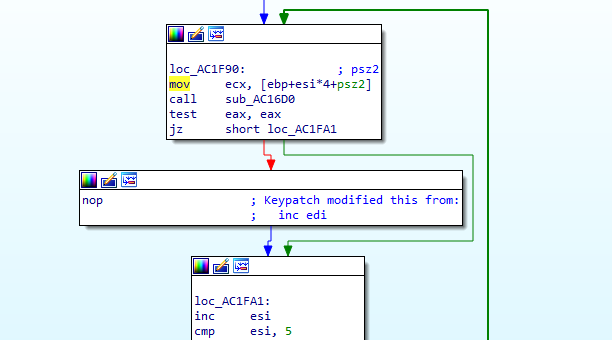 loc_AC1F90: ; psz2
mov ecx, [ebp+esi*4+psz2]
call sub_AC16D0
test eax, eax
jz short loc_AC1FA1
nop ; Keypatch modified this from:
; inc edi
loc_AC1FA1:
inc esi
cmp esi, 5